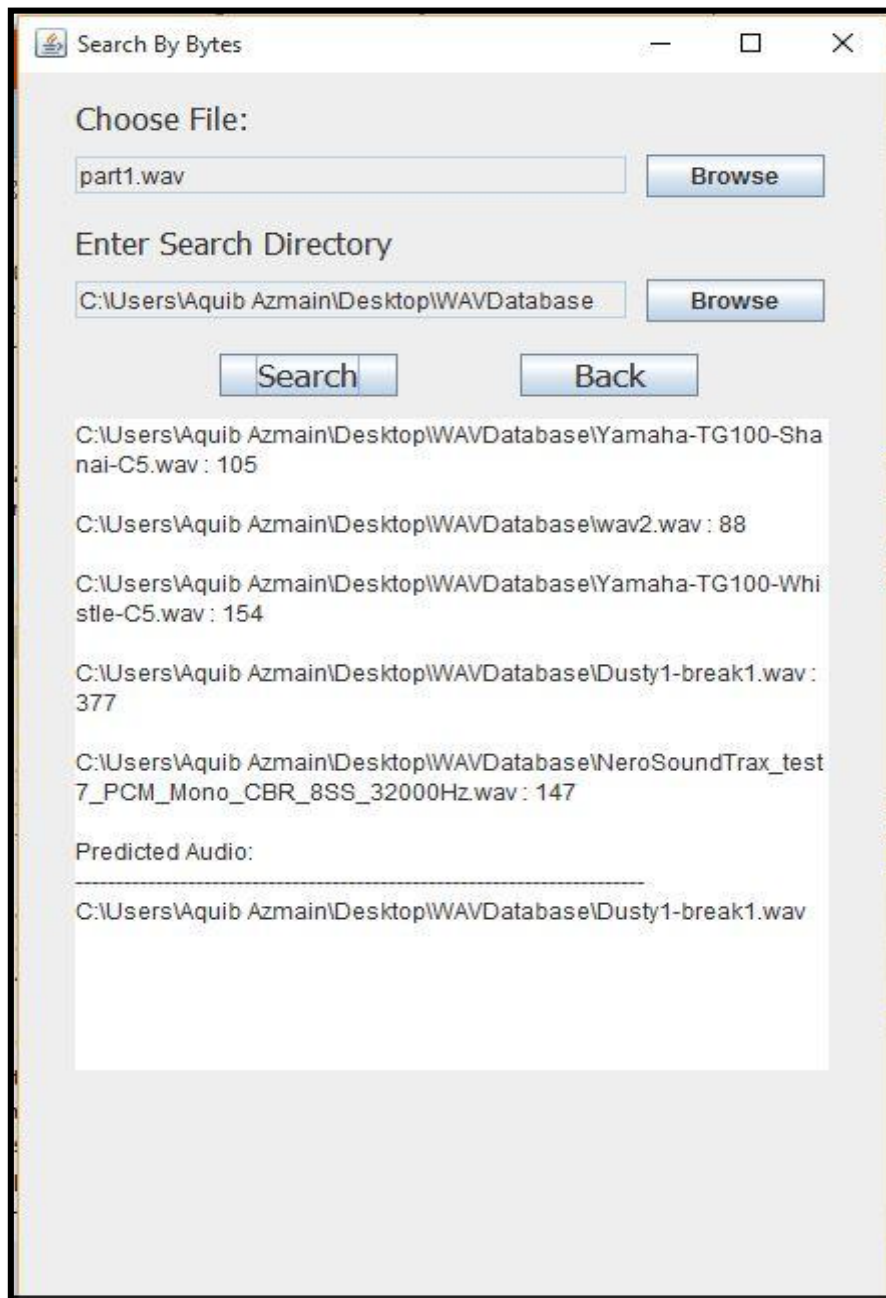 Search By Bytes
Choose File:
part1.wav
Browse
Enter Search Directory
C:\Users\Aquib Azmain\Desktop\WAVDatabase
Browse
Search
Back
C:\Users\Aquib Azmain\Desktop\WAVDatabase\Yamaha-TG100-Sha
nai-C5.wav : 105
C:\Users\Aquib Azmain\Desktop\WAVDatabase\wav2.wav : 88
C:\Users\Aquib Azmain\Desktop\WAVDatabase\Yamaha-TG100-Whi
stle-C5.wav : 154
C:\Users\Aquib Azmain\Desktop\WAVDatabase\Dusty1-break1.wav :
377
C:\Users\Aquib Azmain\Desktop\WAVDatabase\NeroSoundTrax_test
7_PCM_Mono_CBR_8SS_32000Hz.wav : 147
Predicted Audio:
-----------------------------------------------------------------------
C:\Users\Aquib Azmain\Desktop\WAVDatabase\Dusty1-break1.wav